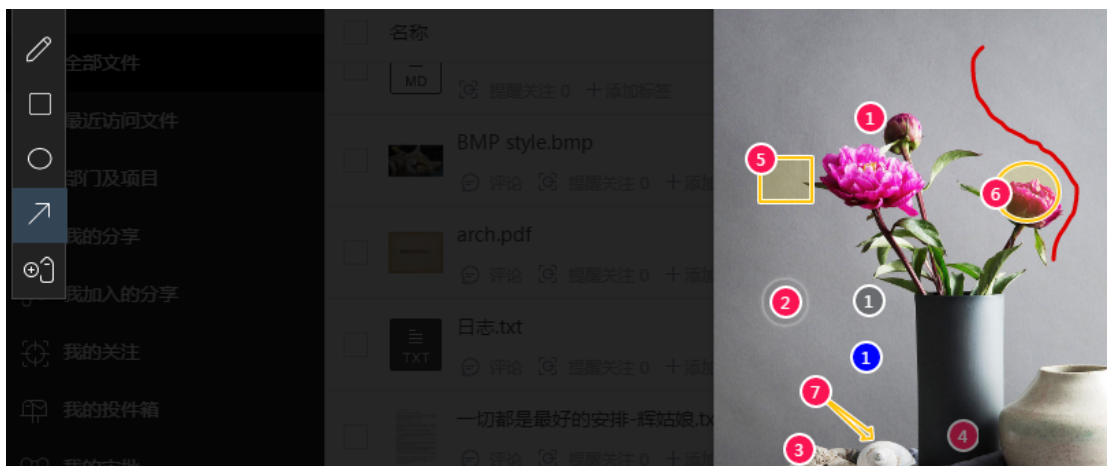 全部文件
最近访问文件
部门及项目
我的分享
我加入的分享
我的关注
我的投件箱
我的审批
名称
MD
提醒关注 0 十添加标签
BMP style.bmp
评论 提醒关注 0 十添加
arch.pdf
评论 提醒关注 0 十添加
日志.txt
TXT
评论 提醒关注 0 十添加
一切都是最好的安排-辉姑娘.tx
评论 提醒关注 0 十添加
1
5
6
2
1
1
7
3
4